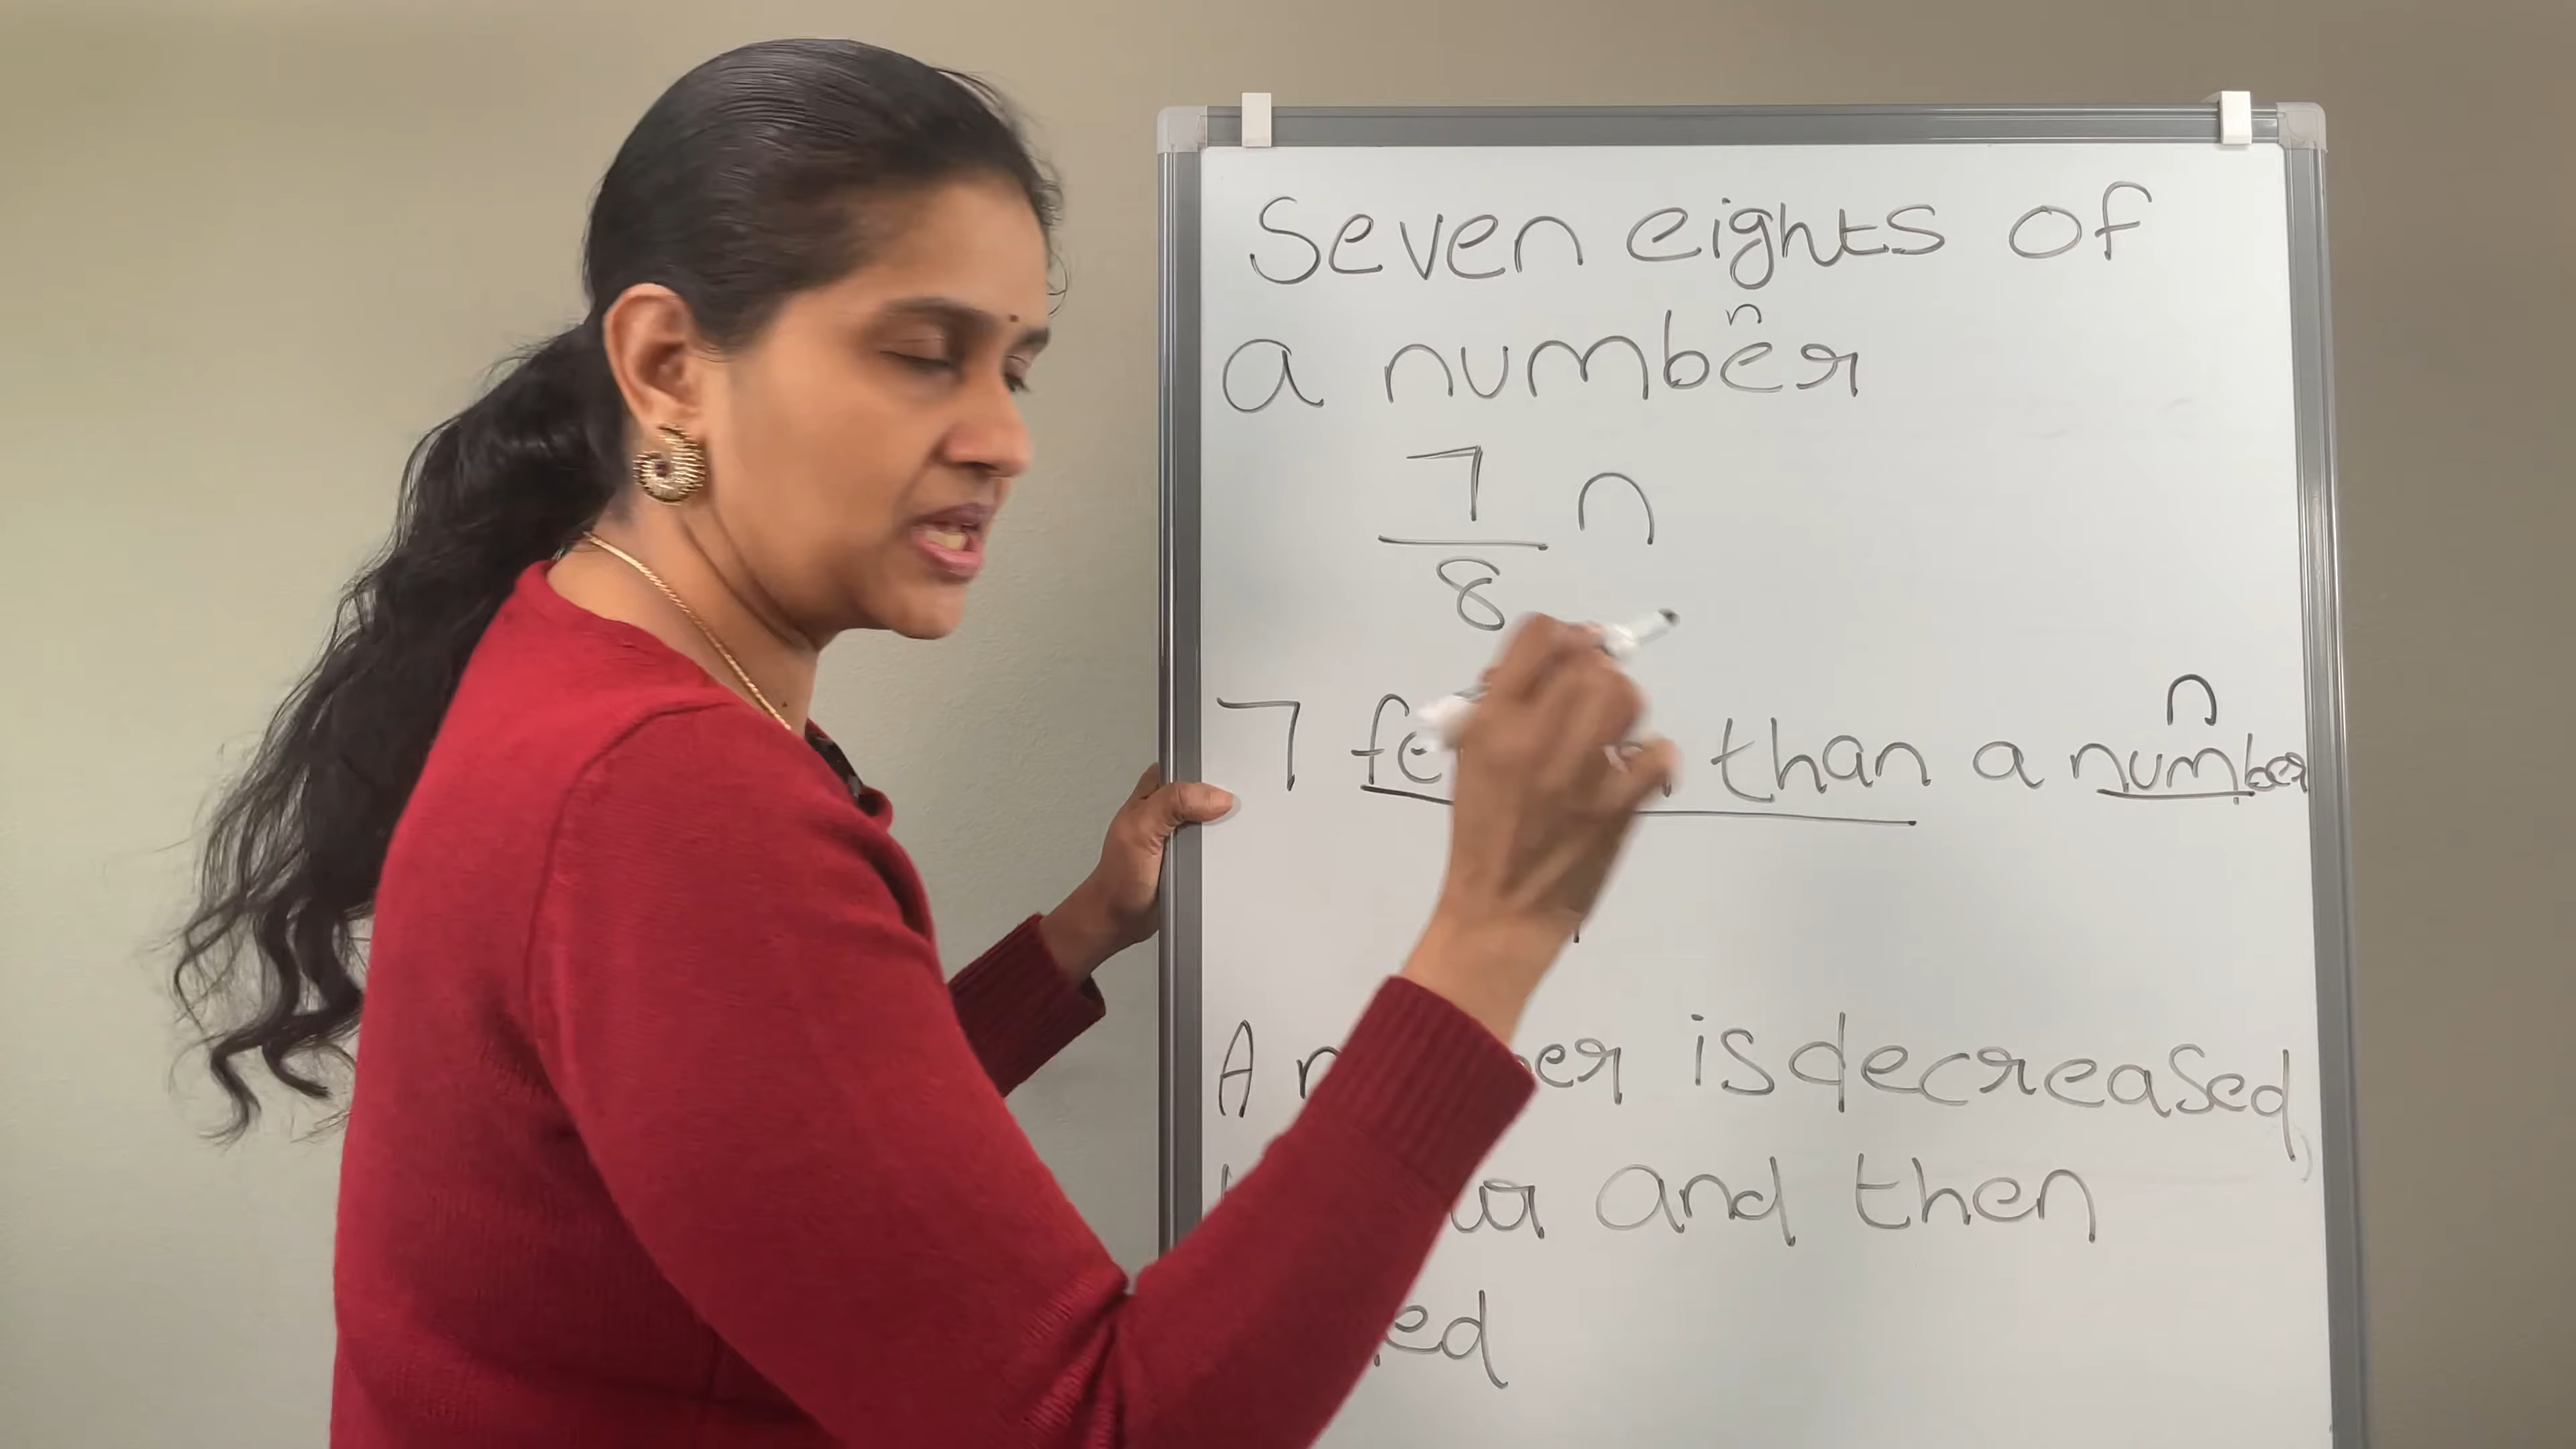 Seven eights of
n
a number
7
8
n
n
7 than a number
A is decreased
and then